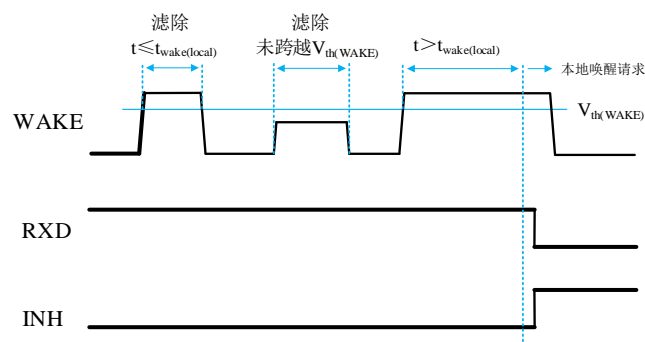 滤除
t≤twake(local)
滤除
未跨越Vth(WAKE)
t>twake(local)
本地唤醒请求
WAKE
Vth(WAKE)
RXD
INH